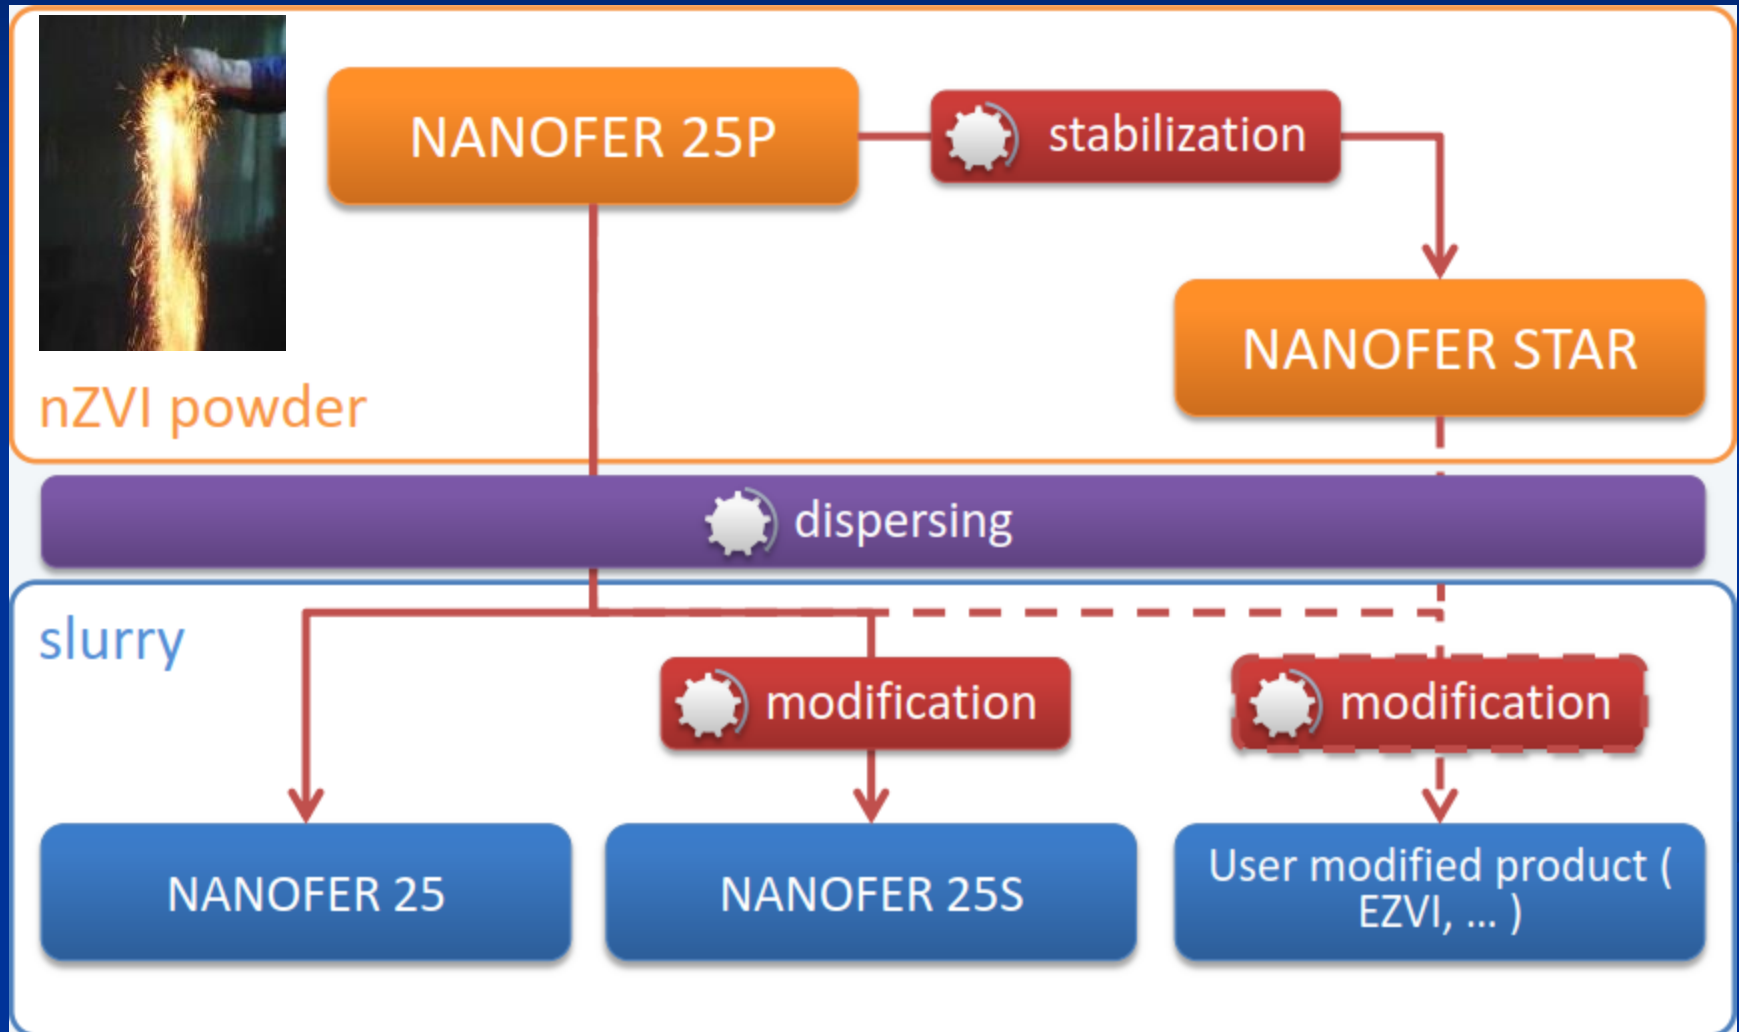 NANOFER 25P
stabilization
NANOFER STAR
nZVI powder
dispersing
slurry
modification
modification
NANOFER 25
NANOFER 25S
User modified product (
EZVI, ... )